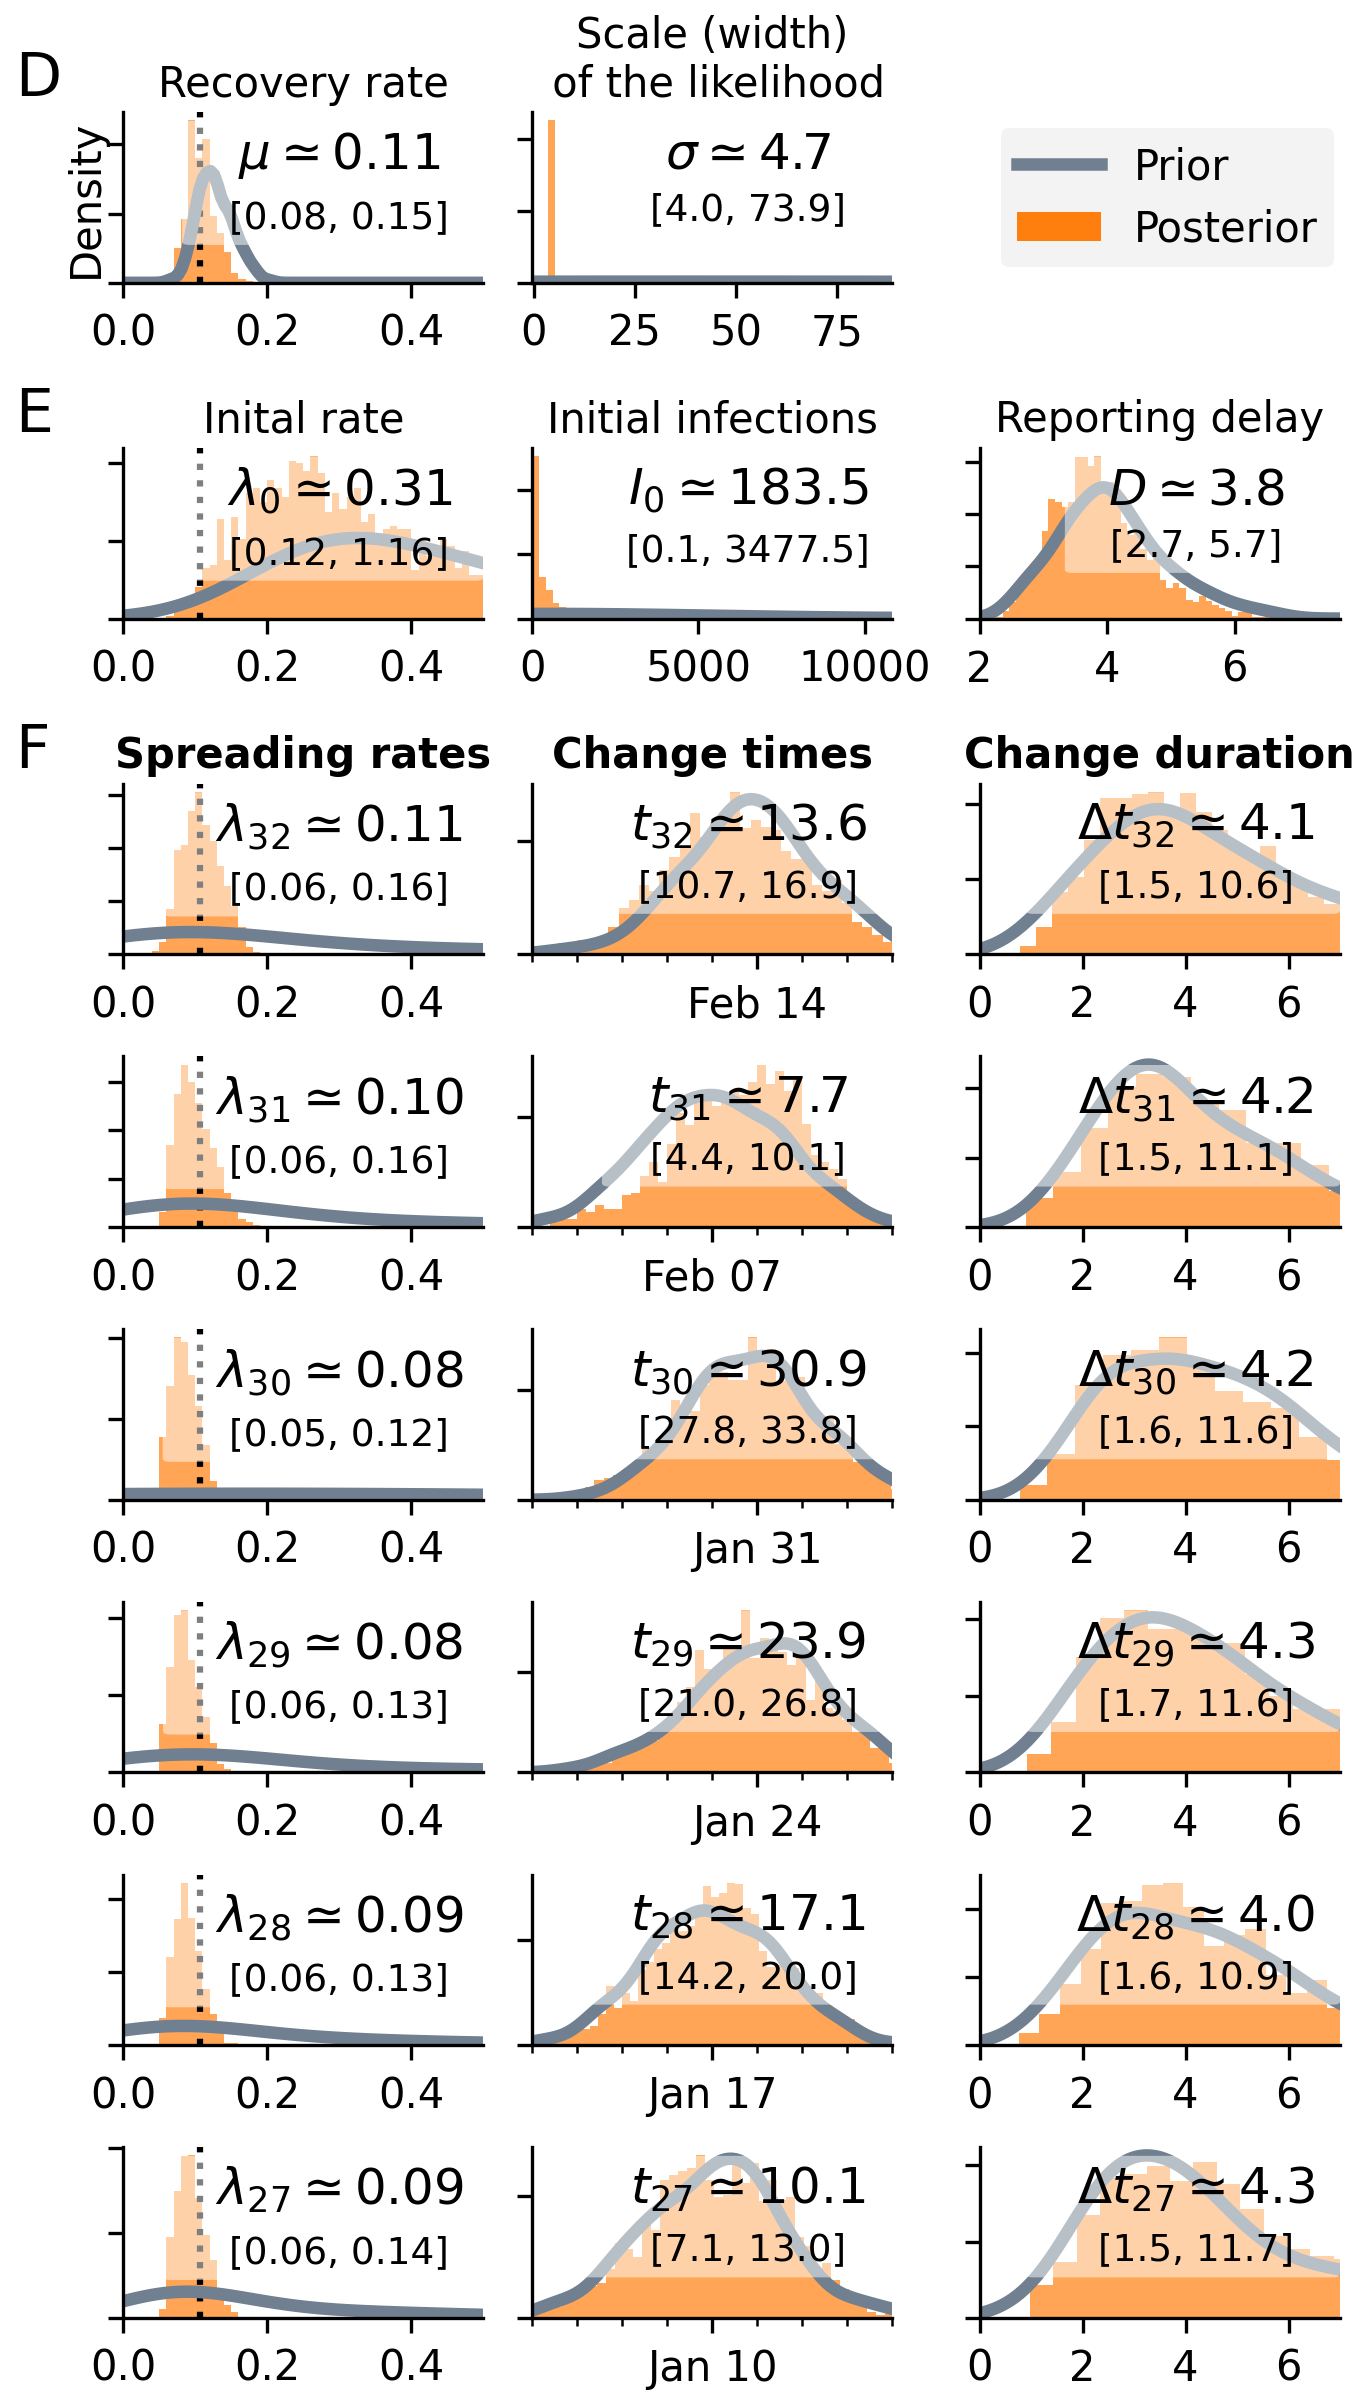 D
Recovery rate
Scale (width)
of the likelihood
Density
μ ≃ 0.11
[0.08, 0.15]
0.0 0.2 0.4
σ ≃ 4.7
[4.0, 73.9]
0 25 50 75
Prior
Posterior
E
Inital rate
λ0 ≃ 0.31
[0.12, 1.16]
0.0 0.2 0.4
Initial infections
I0 ≃ 183.5
[0.1, 3477.5]
0 5000 10000
Reporting delay
D ≃ 3.8
[2.7, 5.7]
2 4 6
F
Spreading rates
Change times
Change duration
λ32 ≃ 0.11
[0.06, 0.16]
0.0 0.2 0.4
t32 ≃ 13.6
[10.7, 16.9]
Feb 14
Δt32 ≃ 4.1
[1.5, 10.6]
0 2 4 6
λ31 ≃ 0.10
[0.06, 0.16]
0.0 0.2 0.4
t31 ≃ 7.7
[4.4, 10.1]
Feb 07
Δt31 ≃ 4.2
[1.5, 11.1]
0 2 4 6
λ30 ≃ 0.08
[0.05, 0.12]
0.0 0.2 0.4
t30 ≃ 30.9
[27.8, 33.8]
Jan 31
Δt30 ≃ 4.2
[1.6, 11.6]
0 2 4 6
λ29 ≃ 0.08
[0.06, 0.13]
0.0 0.2 0.4
t29 ≃ 23.9
[21.0, 26.8]
Jan 24
Δt29 ≃ 4.3
[1.7, 11.6]
0 2 4 6
λ28 ≃ 0.09
[0.06, 0.13]
0.0 0.2 0.4
t28 ≃ 17.1
[14.2, 20.0]
Jan 17
Δt28 ≃ 4.0
[1.6, 10.9]
0 2 4 6
λ27 ≃ 0.09
[0.06, 0.14]
0.0 0.2 0.4
t27 ≃ 10.1
[7.1, 13.0]
Jan 10
Δt27 ≃ 4.3
[1.5, 11.7]
0 2 4 6